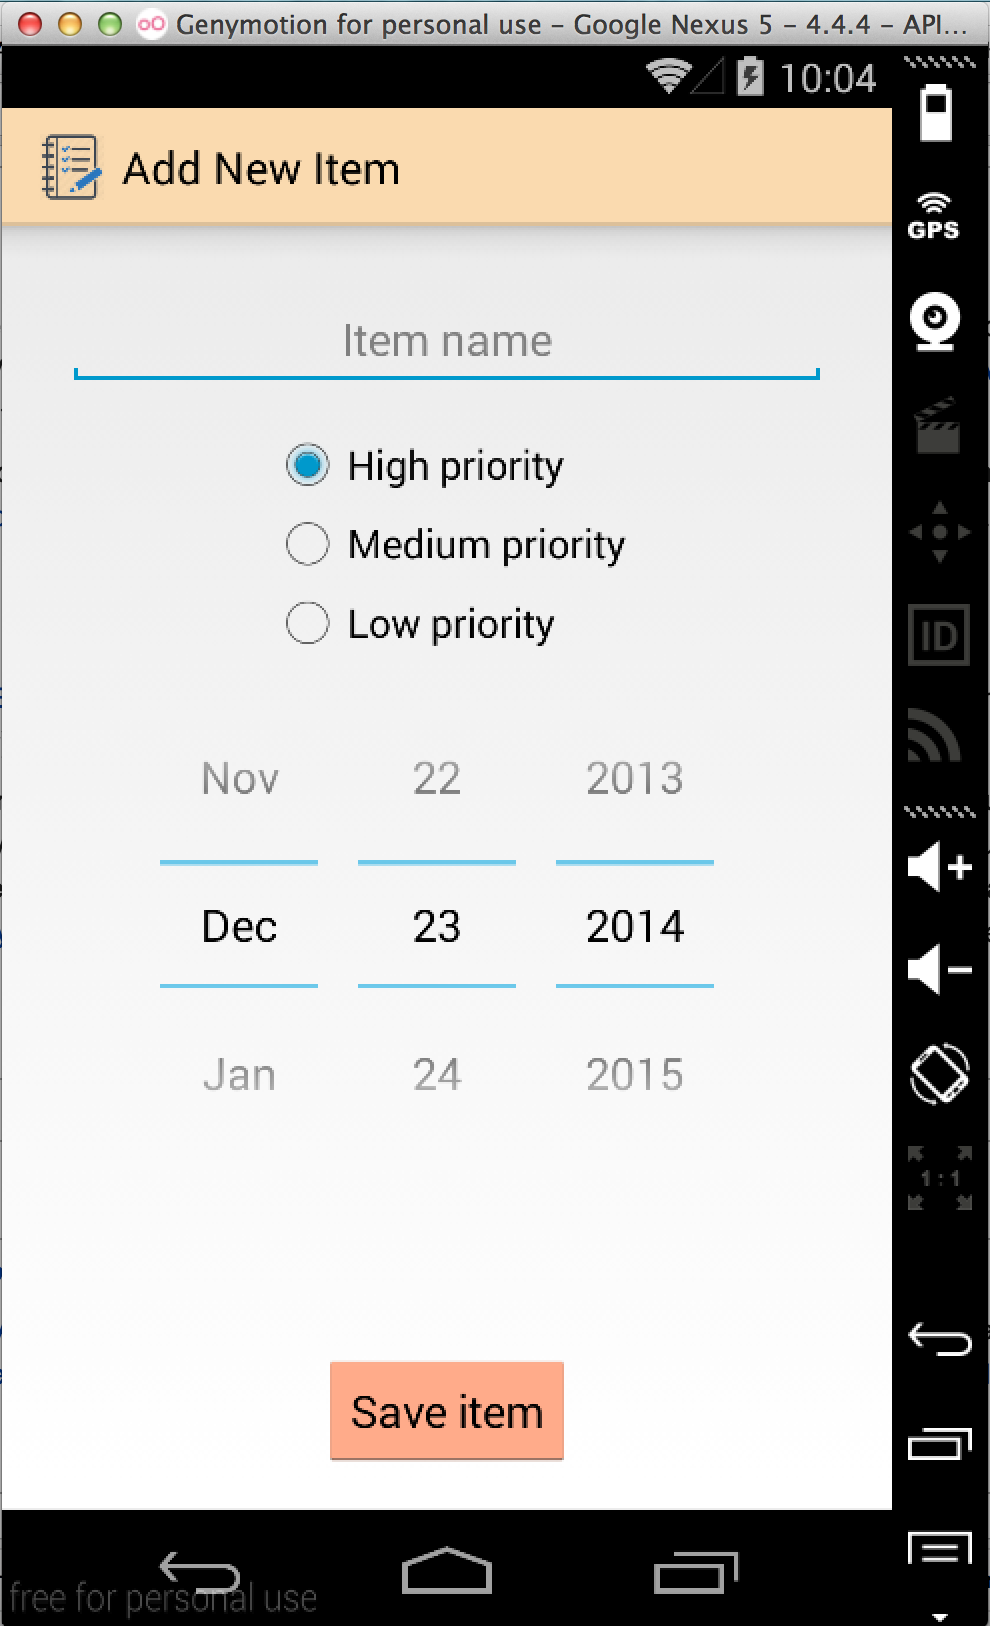 Genymotion for personal use – Google Nexus 5 – 4.4.4 – API...
10:04
GPS
Add New Item
Item name
High priority
Medium priority
Low priority
ID
Nov 22 2013
Dec 23 2014
Jan 24 2015
1:1
Save item
free for personal use